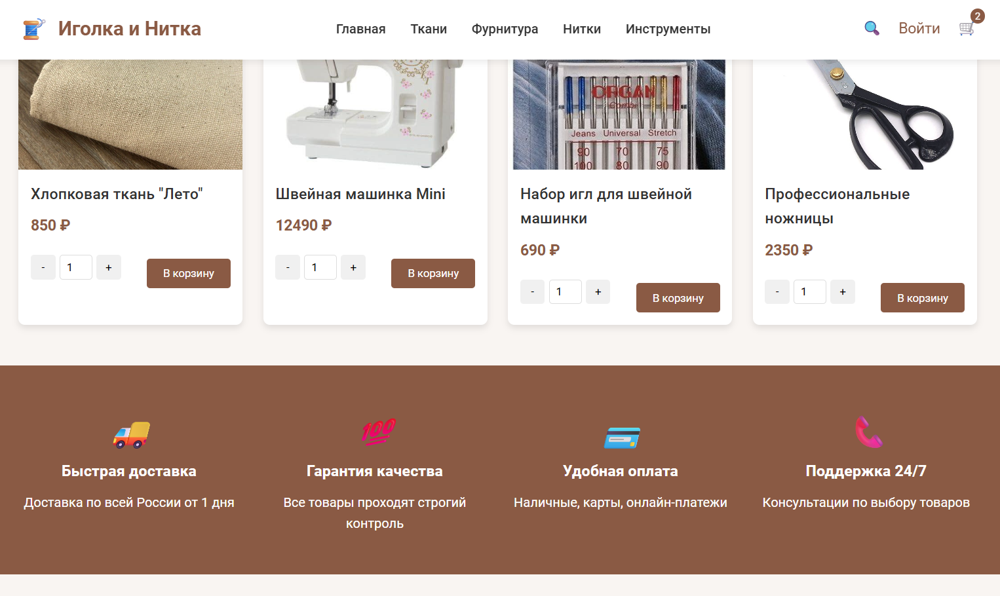 Иголка и Нитка
Главная Ткани Фурнитура Нитки Инструменты
Войти
2
ORGAN
Combi
Jeans Universal Stretch
90 70 75
100 80 90
Хлопковая ткань "Лето"
850 ₽
- 1 +
В корзину
Швейная машинка Mini
12490 ₽
- 1 +
В корзину
Набор игл для швейной
машинки
690 ₽
- 1 +
В корзину
Профессиональные
ножницы
2350 ₽
- 1 +
В корзину
Быстрая доставка
Доставка по всей России от 1 дня
100
Гарантия качества
Все товары проходят строгий
контроль
Удобная оплата
Наличные, карты, онлайн-платежи
Поддержка 24/7
Консультации по выбору товаров